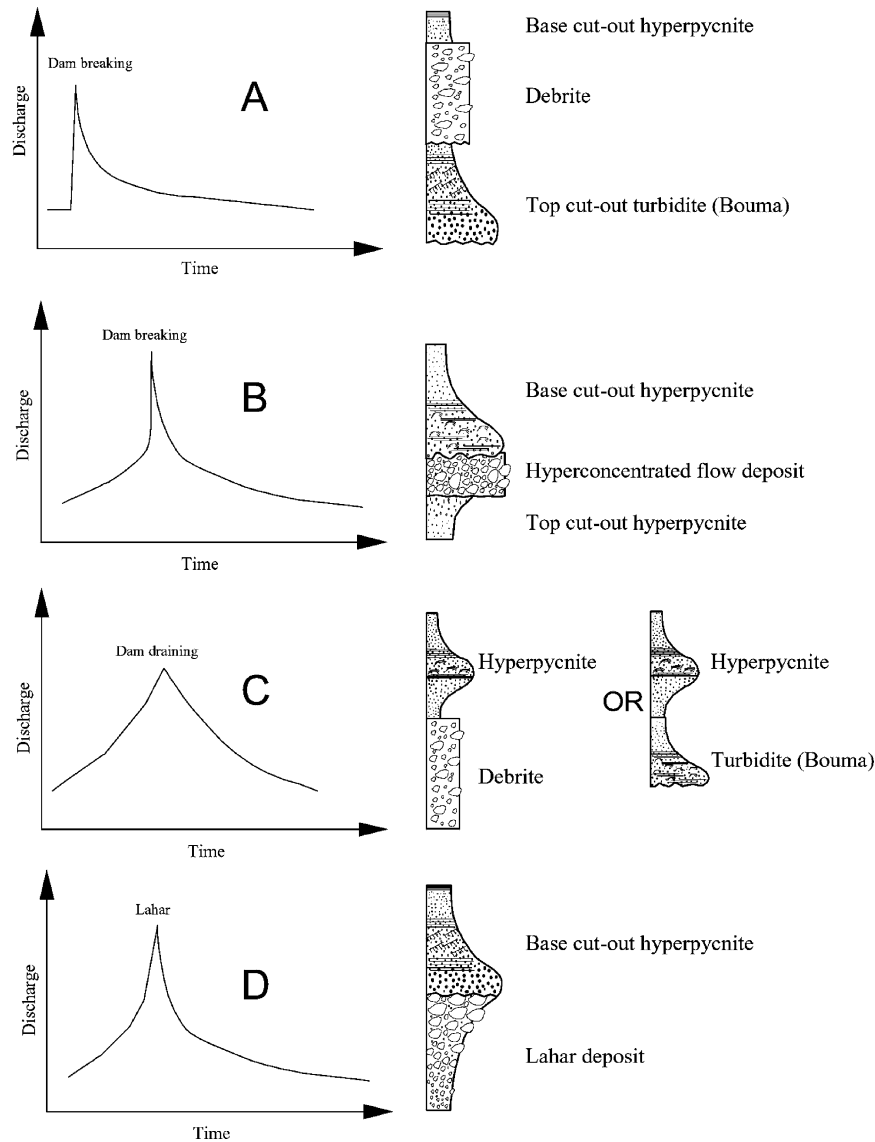 Dam breaking
Discharge
A
Time
Base cut-out hyperpycnite
Debrite
Top cut-out turbidite (Bouma)
Dam breaking
Discharge
B
Time
Base cut-out hyperpycnite
Hyperconcentrated flow deposit
Top cut-out hyperpycnite
Dam draining
Discharge
C
Time
Hyperpycnite
Debrite
OR
Hyperpycnite
Turbidite (Bouma)
Lahar
Discharge
D
Time
Base cut-out hyperpycnite
Lahar deposit